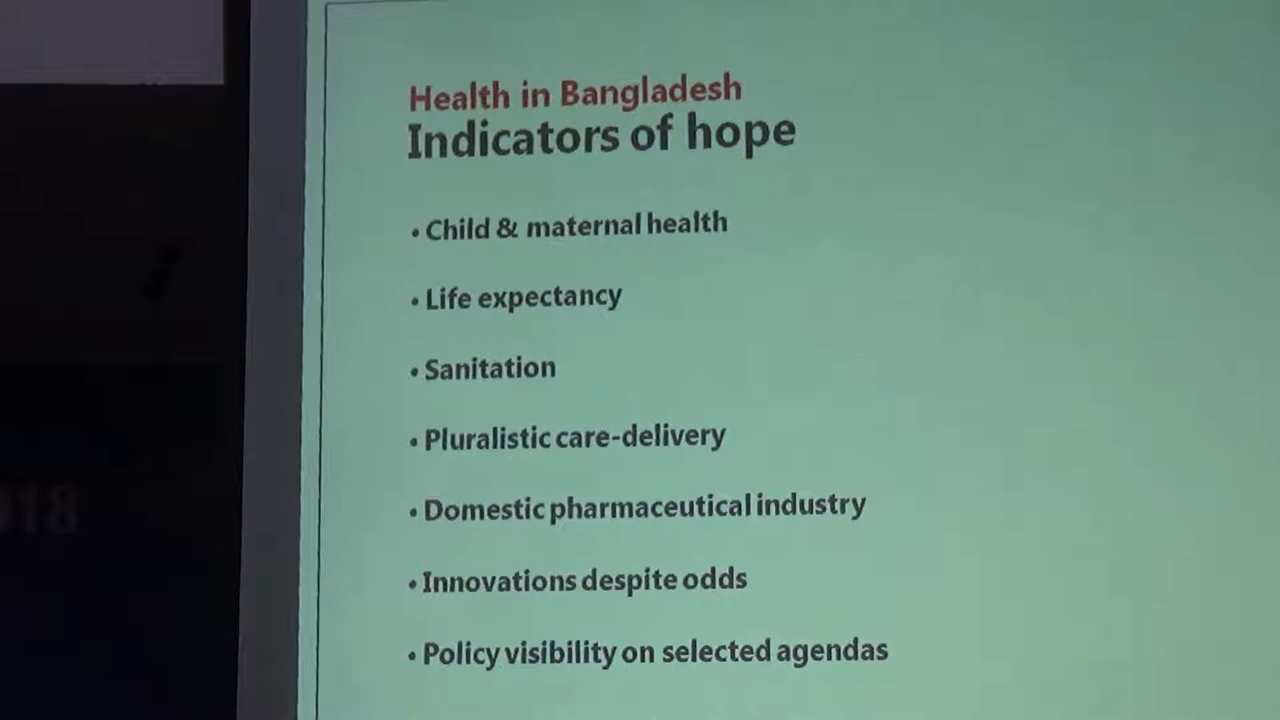 Health in Bangladesh
Indicators of hope
• Child & maternal health
• Life expectancy
• Sanitation
• Pluralistic care-delivery
• Domestic pharmaceutical industry
• Innovations despite odds
• Policy visibility on selected agendas
18